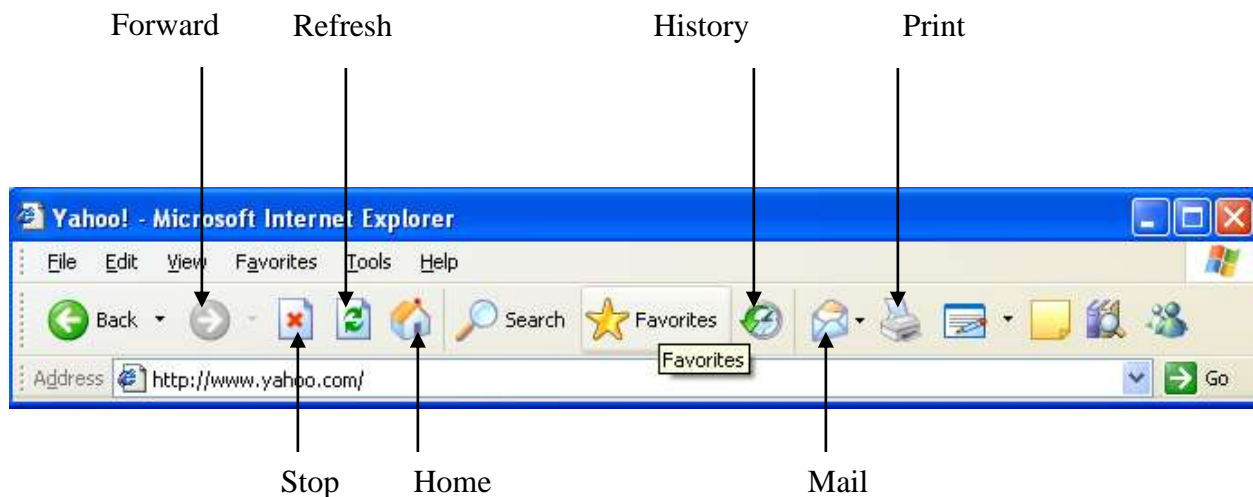 Forward Refresh History Print
Yahoo! - Microsoft Internet Explorer
File Edit View Favorites Tools Help
Back Search Favorites
Favorites
Address http://www.yahoo.com/ Go
Stop Home Mail